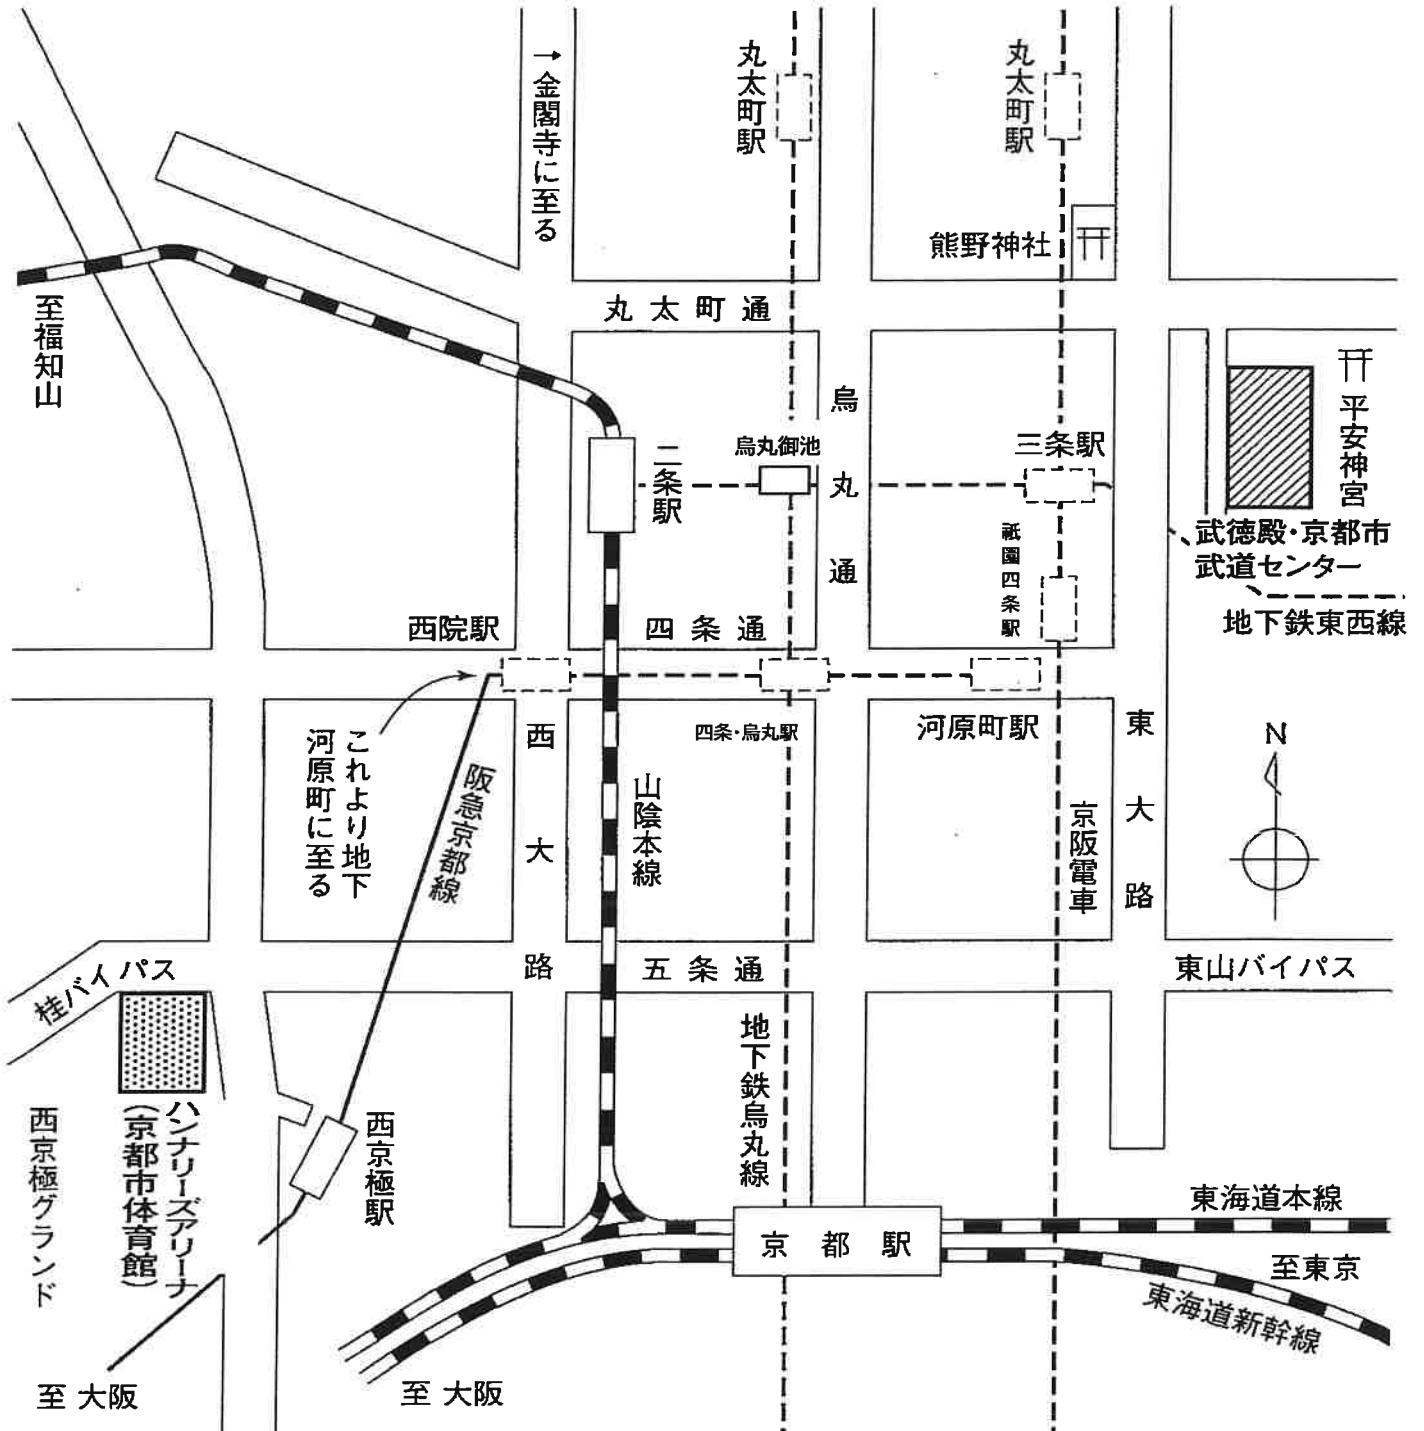 →金閣寺に至る
丸太町駅
丸太町駅
熊野神社
至福知山
丸太町通
平安神宮
烏丸通
烏丸御池
三条駅
二条駅
武徳殿・京都市
武道センター
祇園四条駅
地下鉄東西線
西院駅
四条通
四条・烏丸駅
河原町駅
これより地下
河原町に至る
阪急京都線
西大路
山陰本線
京阪電車
東大路
N
桂バイパス
五条通
東山バイパス
地下鉄烏丸線
西京極グランド
ハンナリーズアリーナ
(京都市体育館)
西京極駅
京都駅
東海道本線
至東京
東海道新幹線
至 大阪
至 大阪